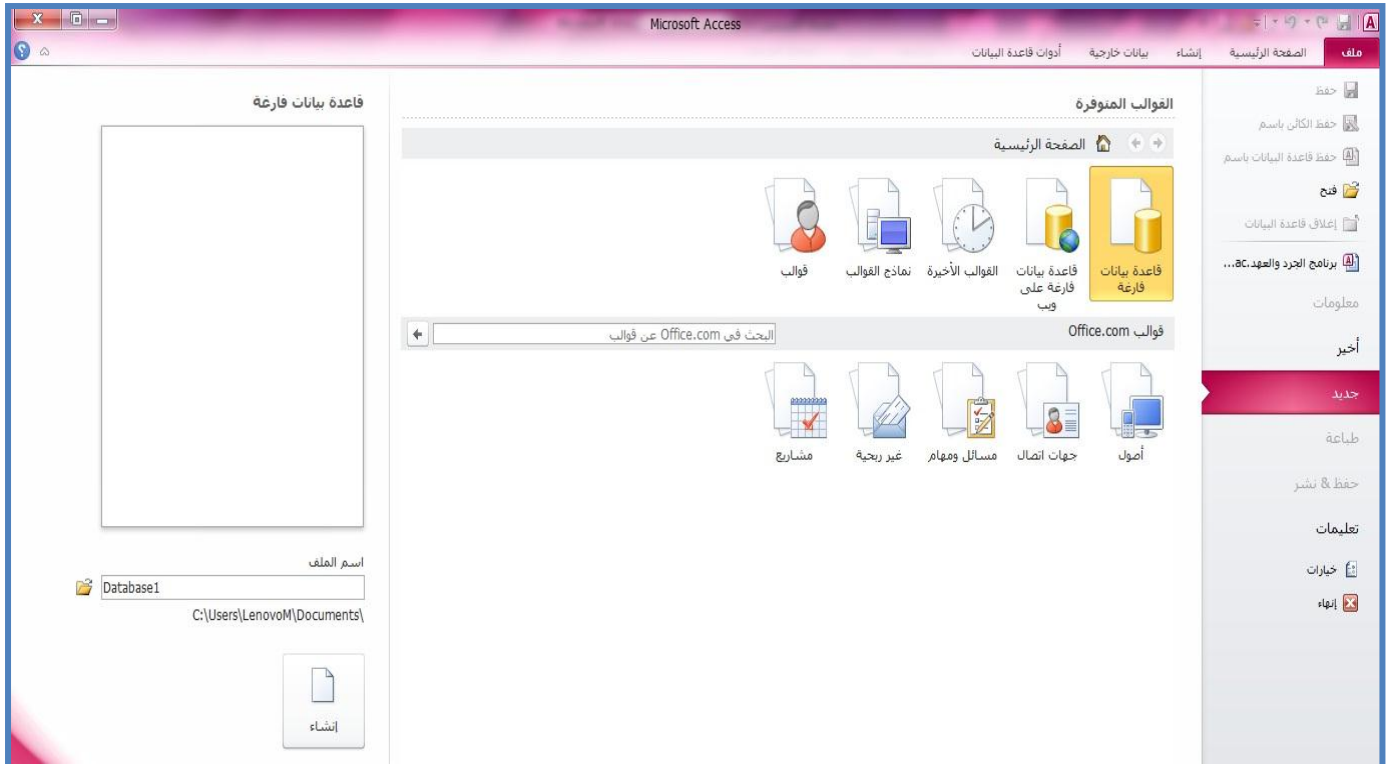 Microsoft Access
ملف الصفحة الرئيسية إنشاء بيانات خارجية أدوات قاعدة البيانات
حفظ
حفظ الكائن باسم
حفظ قاعدة البيانات باسم
فتح
إغلاق قاعدة البيانات
برنامج الجرد والعهد.ac...
معلومات
أخير
جديد
طباعة
حفظ & نشر
تعليمات
خيارات
إنهاء
القوالب المتوفرة
الصفحة الرئيسية
قاعدة بيانات فارغة
قاعدة بيانات فارغة على ويب
القوالب الأخيرة
نماذج القوالب
قوالب
قوالب Office.com
البحث في Office.com عن قوالب
أصول
جهات اتصال
مسائل ومهام
غير ربحية
مشاريع
قاعدة بيانات فارغة
اسم الملف
Database1
C:\Users\LenovoM\Documents\
إنشاء